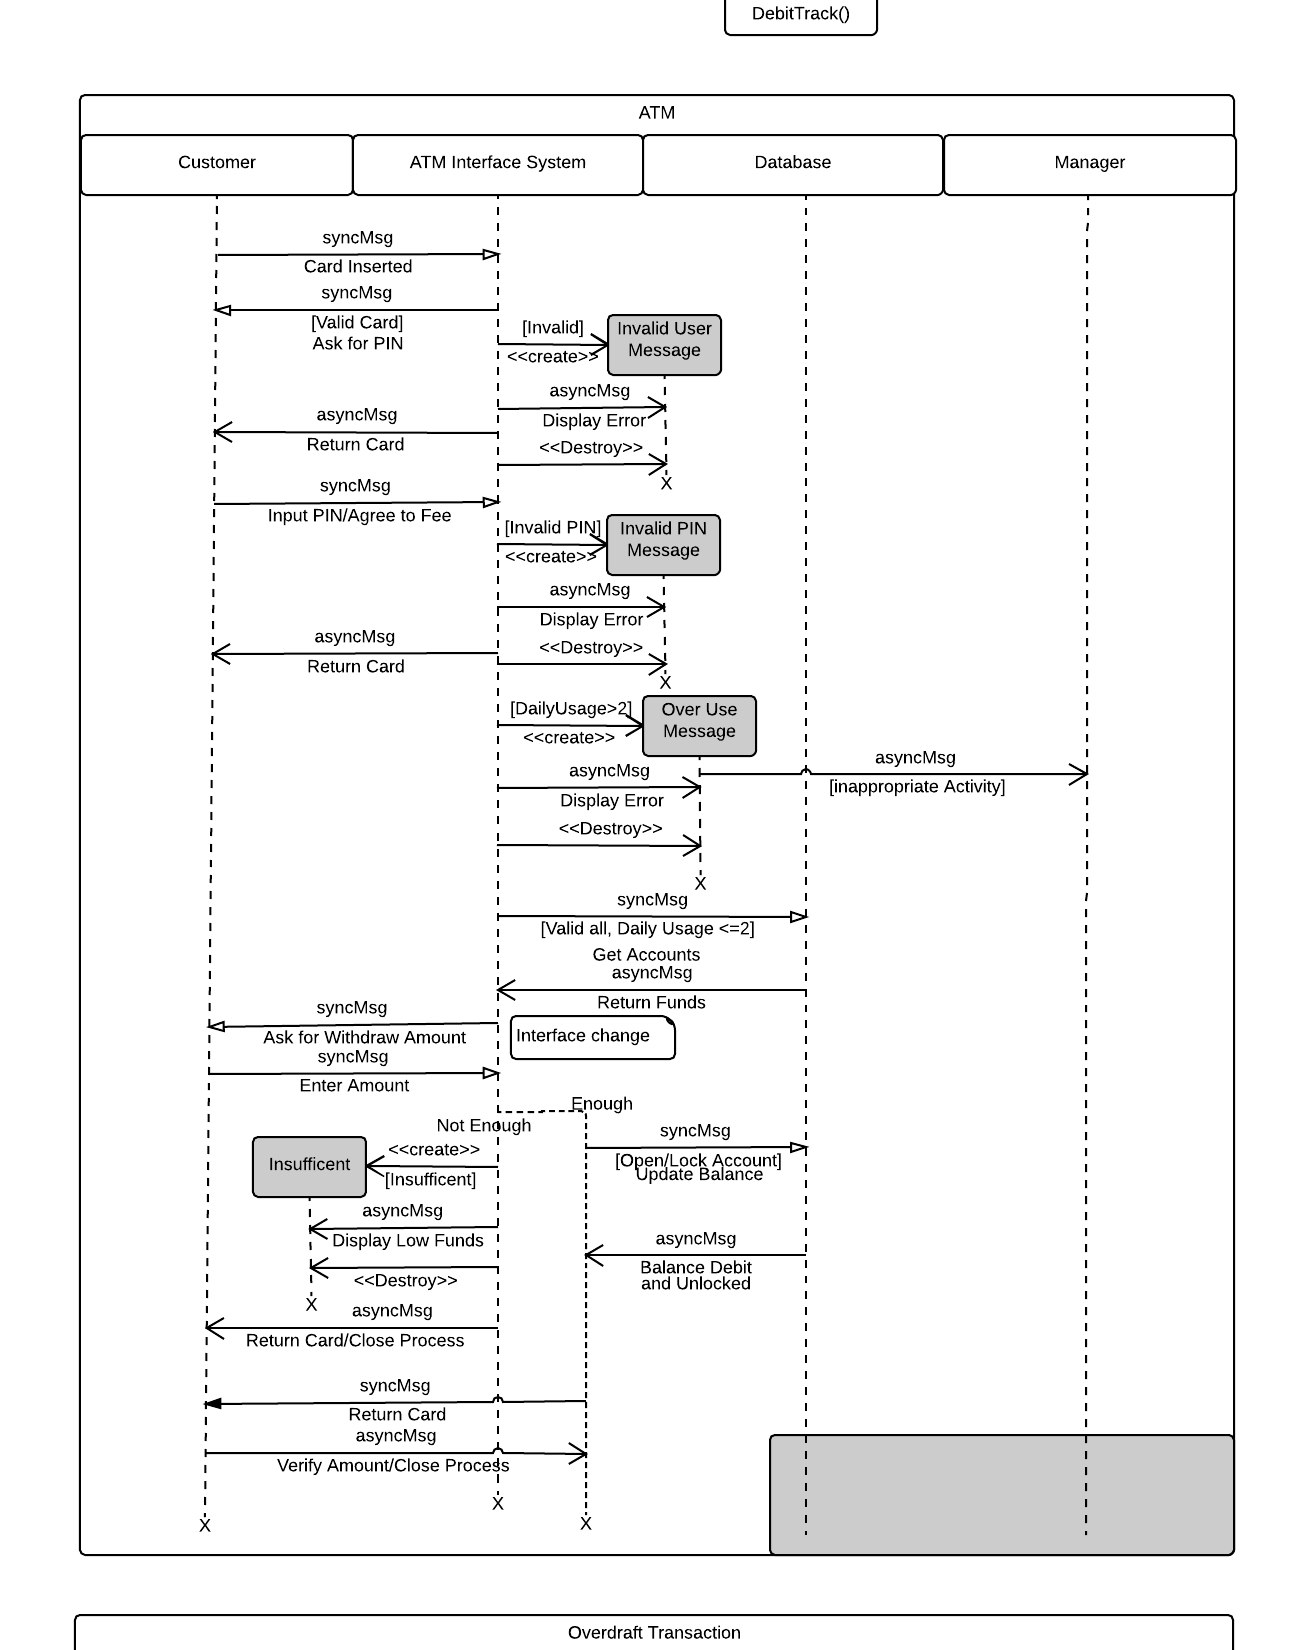 DebitTrack()
ATM
Customer
ATM Interface System
Database
Manager
syncMsg
Card Inserted
syncMsg
[Valid Card]
Ask for PIN
[Invalid]
<<create>>
Invalid User
Message
asyncMsg
Display Error
asyncMsg
Return Card
<<Destroy>>
X
syncMsg
Input PIN/Agree to Fee
[Invalid PIN]
<<create>>
Invalid PIN
Message
asyncMsg
Display Error
asyncMsg
Return Card
<<Destroy>>
X
[DailyUsage>2]
<<create>>
Over Use
Message
asyncMsg
[inappropriate Activity]
asyncMsg
Display Error
<<Destroy>>
X
syncMsg
[Valid all, Daily Usage <=2]
Get Accounts
asyncMsg
Return Funds
syncMsg
Ask for Withdraw Amount
Interface change
syncMsg
Enter Amount
Enough
Not Enough
syncMsg
[Open/Lock Account]
Update Balance
<<create>>
[Insufficent]
Insufficent
asyncMsg
Display Low Funds
asyncMsg
Balance Debit
and Unlocked
<<Destroy>>
X
asyncMsg
Return Card/Close Process
syncMsg
Return Card
asyncMsg
Verify Amount/Close Process
X
X
X
Overdraft Transaction